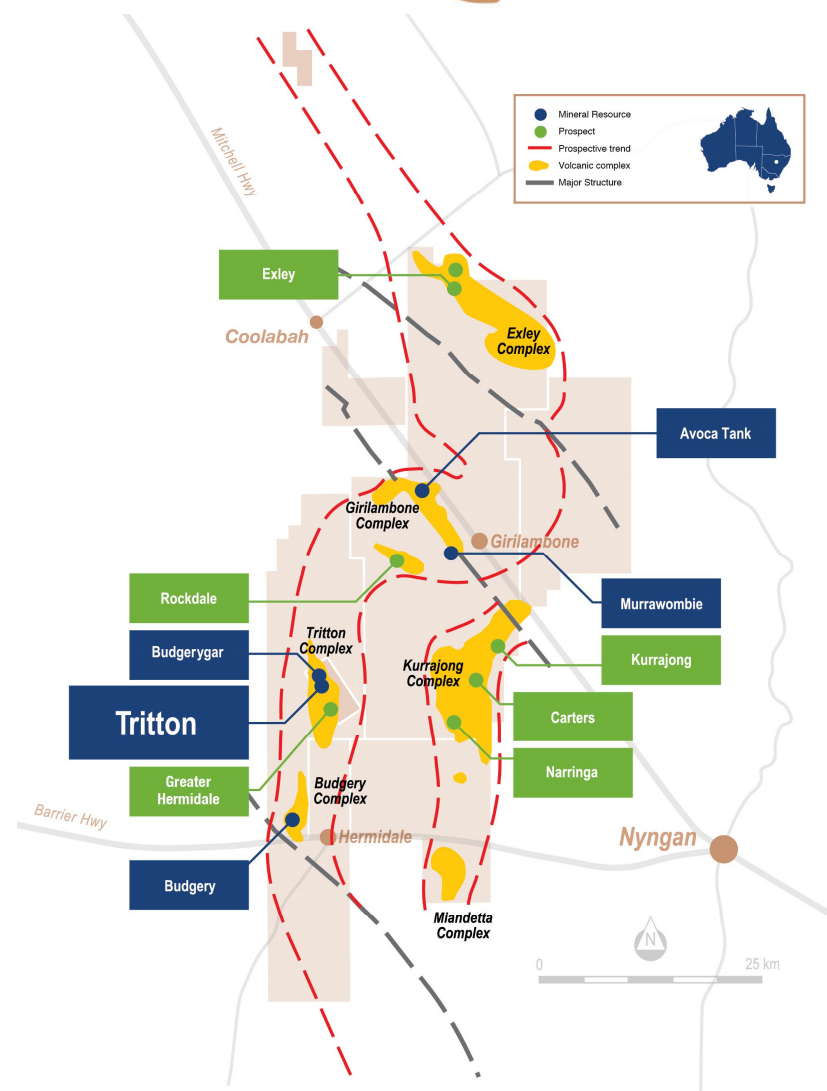 Mitchell Hwy
Mineral Resource
Prospect
Prospective trend
Volcanic complex
Major Structure
Exley
Coolabah
Exley
Complex
Avoca Tank
Girilambone
Complex
Girilambone
Rockdale
Murrawombie
Tritton
Complex
Budgerygar
Kurrajong
Complex
Kurrajong
Tritton
Carters
Narringa
Greater
Hermidale
Budgery
Complex
Barrier Hwy
Hermidale
Nyngan
Budgery
Miandetta
Complex
N
0
25 km